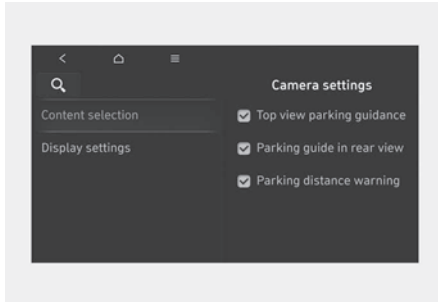 Camera settings
Content selection
Display settings
Top view parking guidance
Parking guide in rear view
Parking distance warning